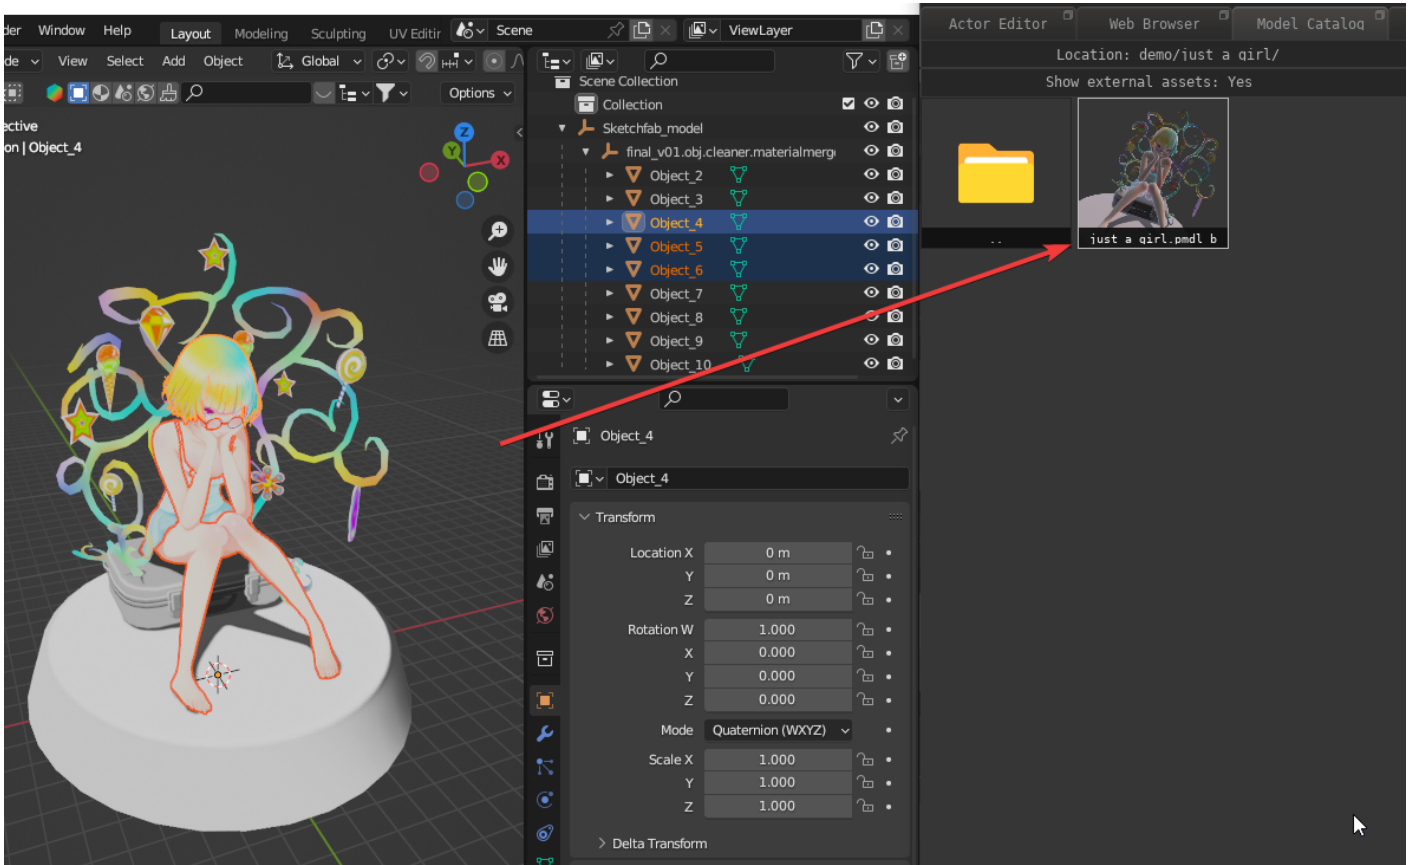 der Window Help Layout Modeling Sculpting UV Editir Scene ViewLayer
de View Select Add Object Global
Options
ective
on | Object_4
X
Y
Z
Scene Collection
Collection
Sketchfab_model
final_v01.obj.cleaner.materialmerg
Object_2
Object_3
Object_4
Object_5
Object_6
Object_7
Object_8
Object_9
Object_10
Object_4
Object_4
Transform
Location X 0 m
Y 0 m
Z 0 m
Rotation W 1.000
X 0.000
Y 0.000
Z 0.000
Mode Quaternion (WXYZ)
Scale X 1.000
Y 1.000
Z 1.000
Delta Transform
Actor Editor Web Browser Model Catalog
Location: demo/just a girl/
Show external assets: Yes
..
just a girl.pmdl b